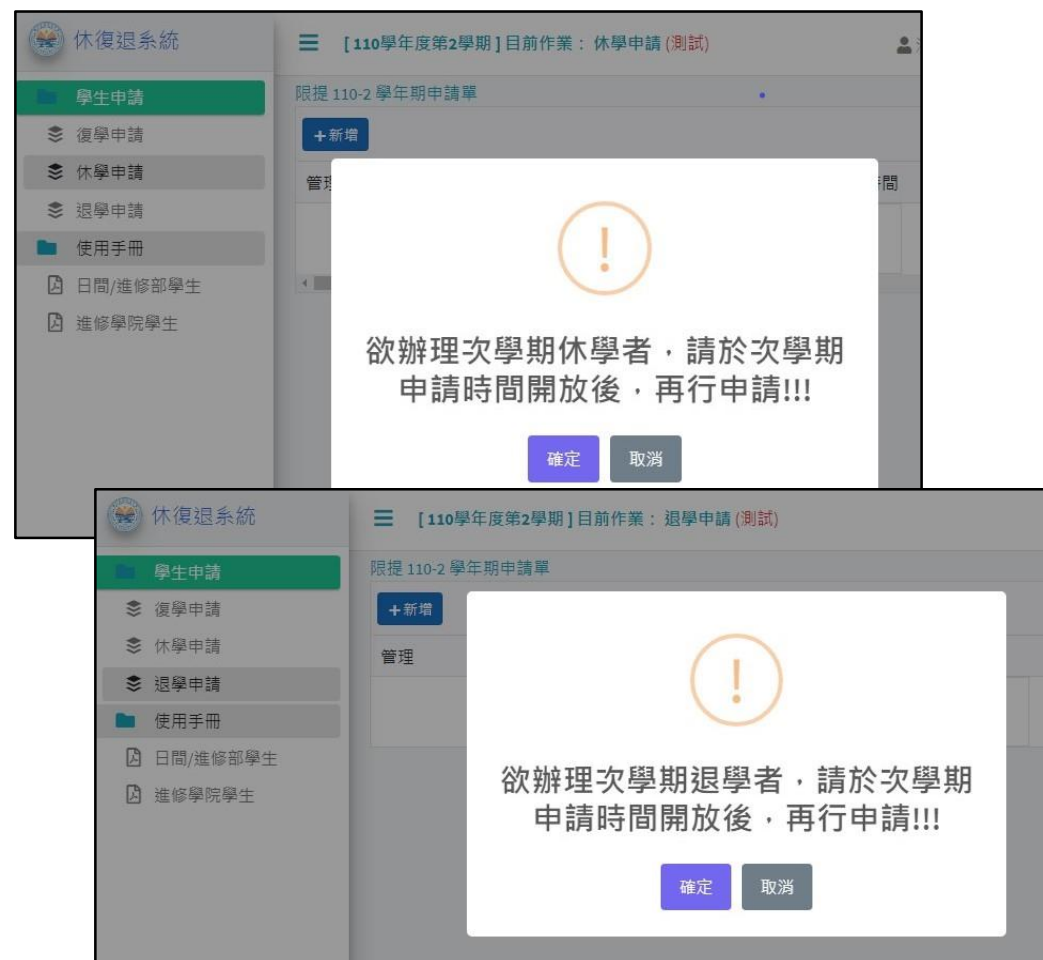 休復退系統
[ 110學年度第2學期 ] 目前作業： 休學申請 (測試)
學生申請
限提 110-2 學年期申請單
復學申請
+新增
休學申請
管理
間
退學申請
使用手冊
日間/進修部學生
進修學院學生
欲辦理次學期休學者，請於次學期
申請時間開放後，再行申請!!!
確定
取消
休復退系統
[ 110學年度第2學期 ] 目前作業： 退學申請 (測試)
學生申請
限提 110-2 學年期申請單
復學申請
+新增
休學申請
管理
退學申請
使用手冊
日間/進修部學生
進修學院學生
欲辦理次學期退學者，請於次學期
申請時間開放後，再行申請!!!
確定
取消